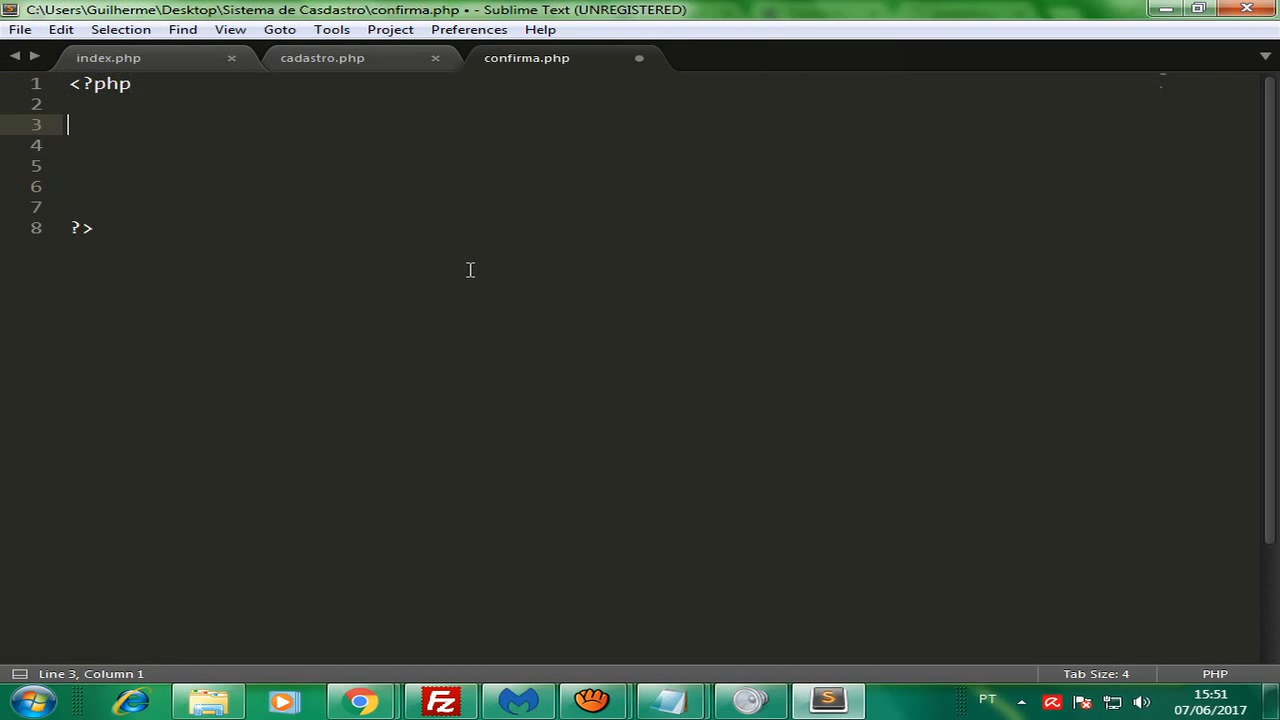 C:\Users\Guilherme\Desktop\Sistema de Casdastro\confirma.php • - Sublime Text (UNREGISTERED)
File Edit Selection Find View Goto Tools Project Preferences Help
index.php × cadastro.php × confirma.php
1 <?php
2
3
4
5
6
7
8 ?>
Line 3, Column 1 Tab Size: 4 PHP
PT 15:51
07/06/2017